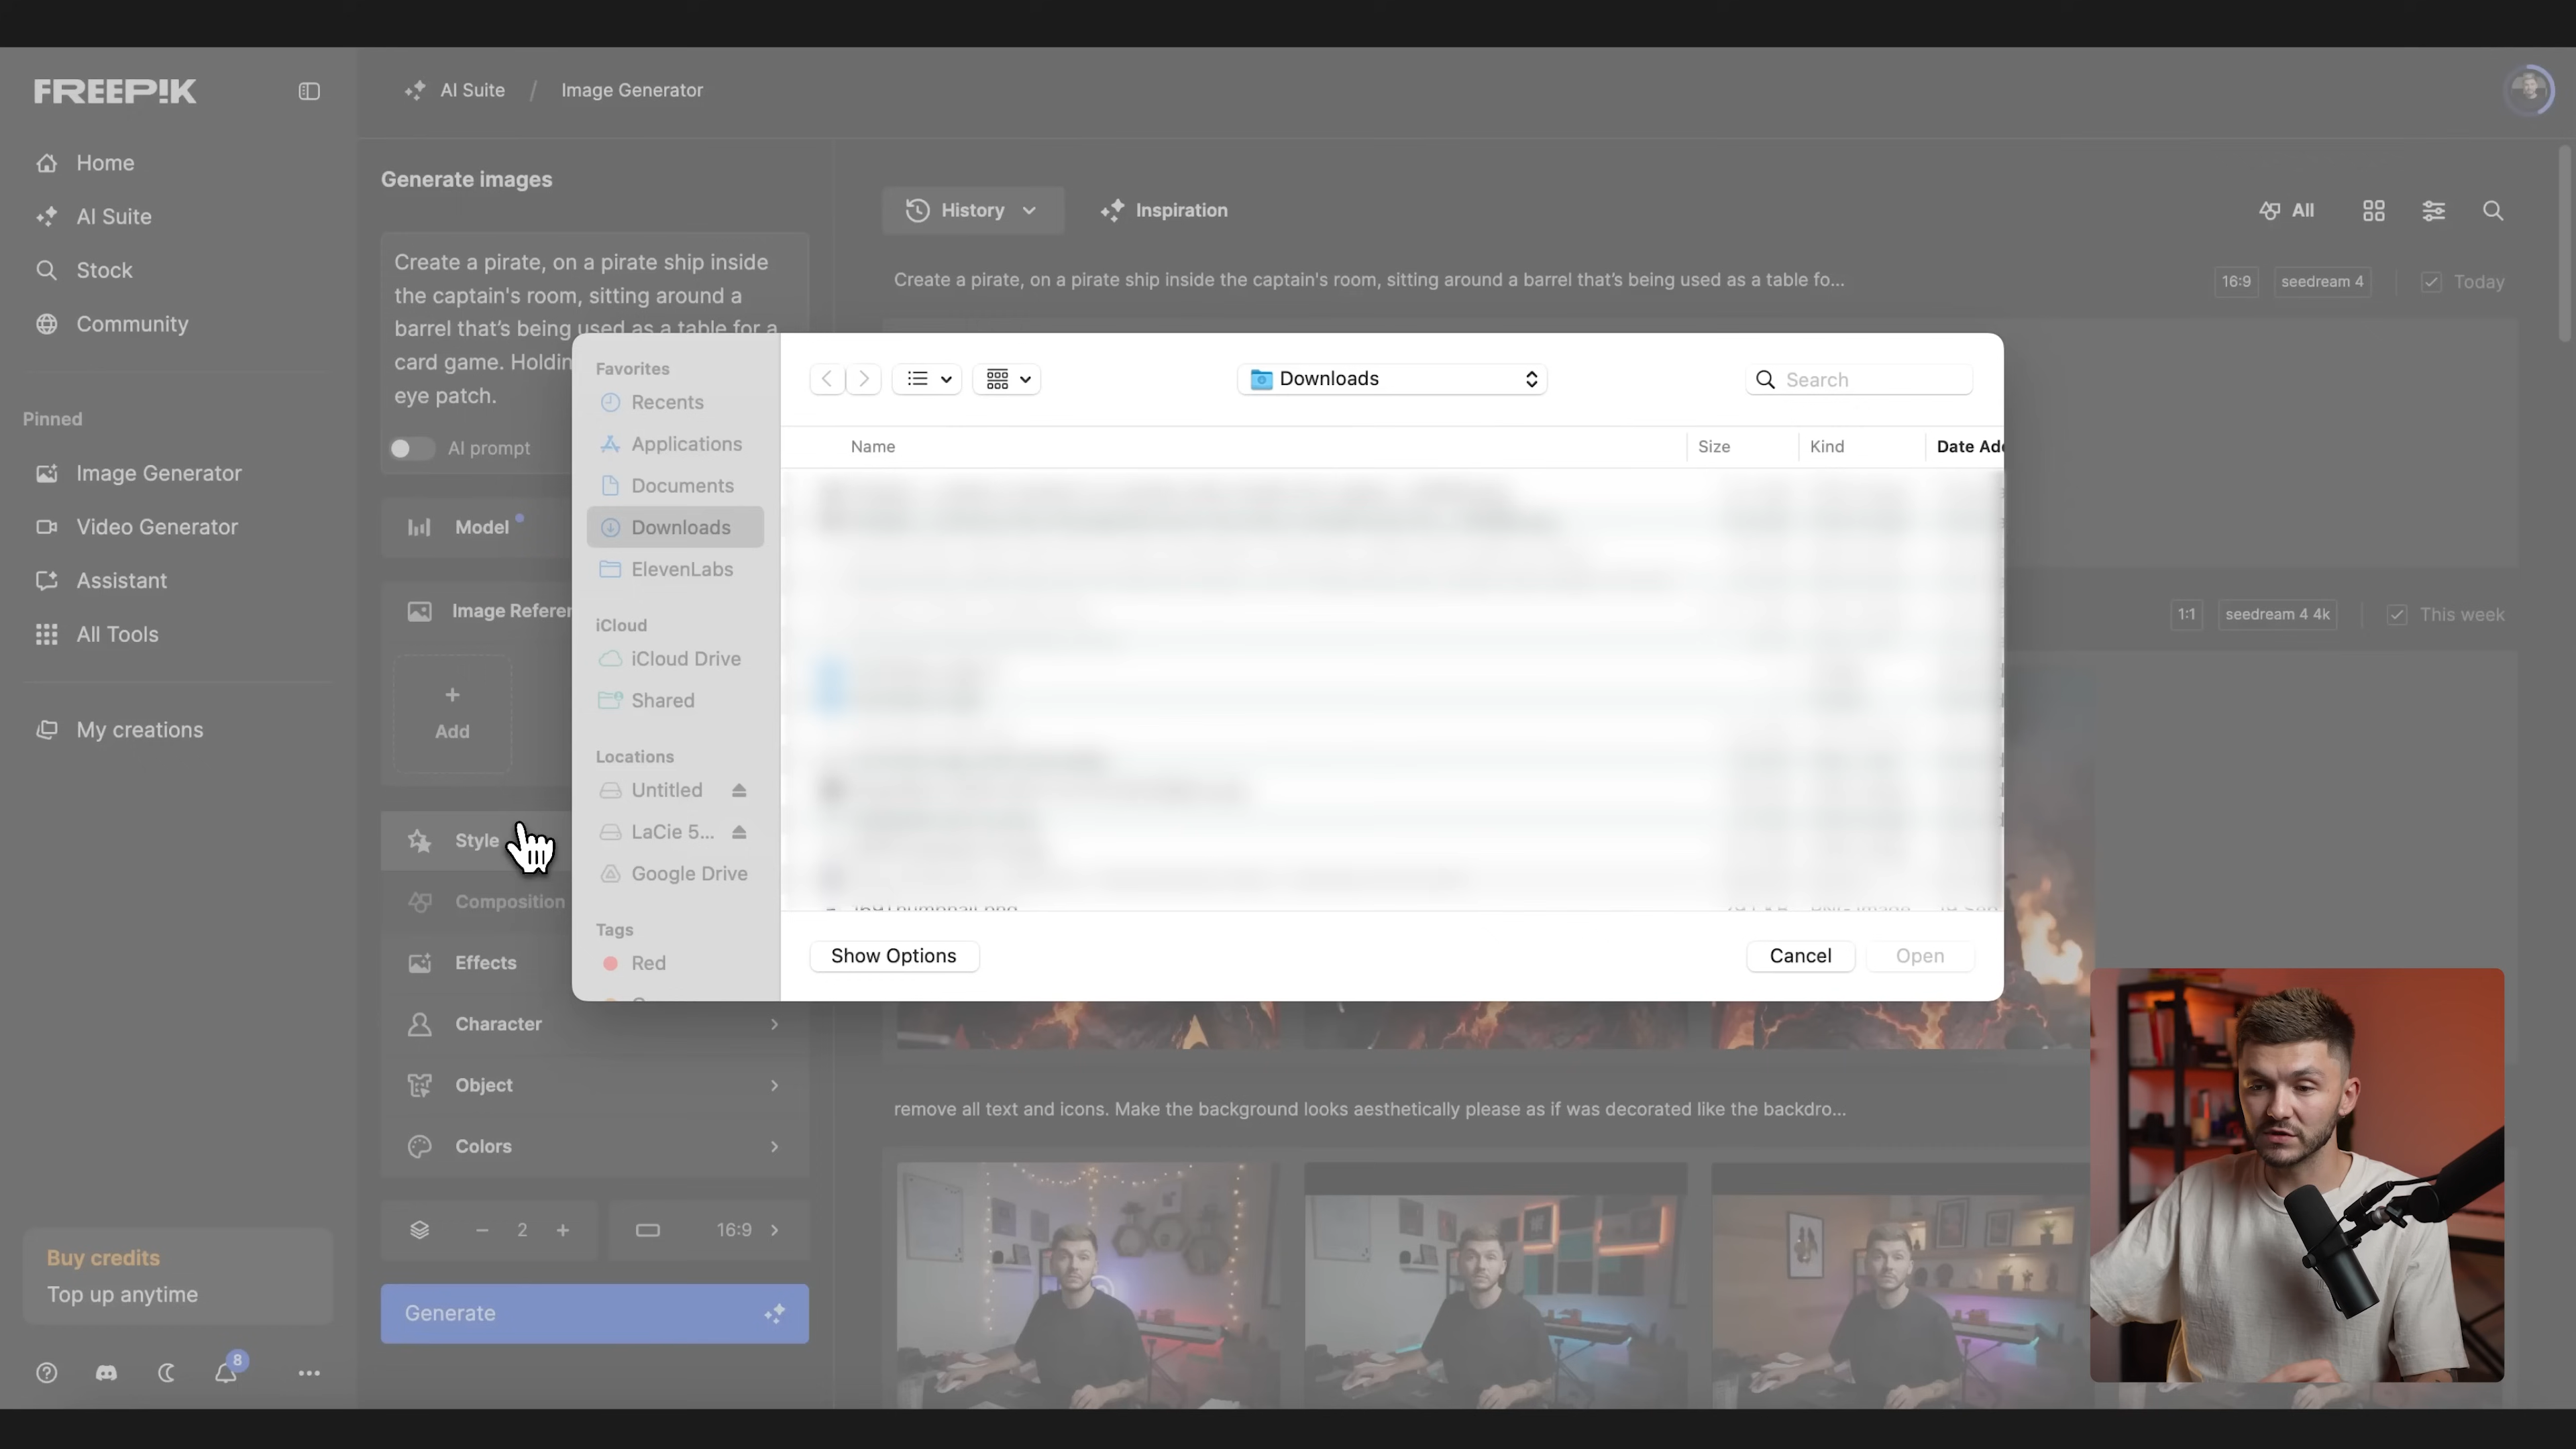 FREEP!K
Home
AI Suite
Stock
Community
Pinned
Image Generator
Video Generator
Assistant
All Tools
My creations
Buy credits
Top up anytime
8
AI Suite / Image Generator
Generate images
Create a pirate, on a pirate ship inside
the captain's room, sitting around a
barrel that's being used as a table for a
card game.
eye patch.
AI prompt
Model
Image
Add
Style
Composition
Effects
Character
Object
Colors
2
16:9
Generate
History
Inspiration
All
Create a pirate, on a pirate ship inside the captain's room, sitting around a barrel that's being used as a table fo...
16:9
seedream 4
Today
1:1
seedream 4 4k
This week
remove all text and icons. Make the background looks aesthetically please as if was decorated like the backdro...
Favorites
Recents
Applications
Documents
Downloads
ElevenLabs
iCloud
iCloud Drive
Shared
Locations
Untitled
LaCie 5...
Google Drive
Tags
Red
Downloads
Search
Name
Size
Kind
Date
Show Options
Cancel
Open